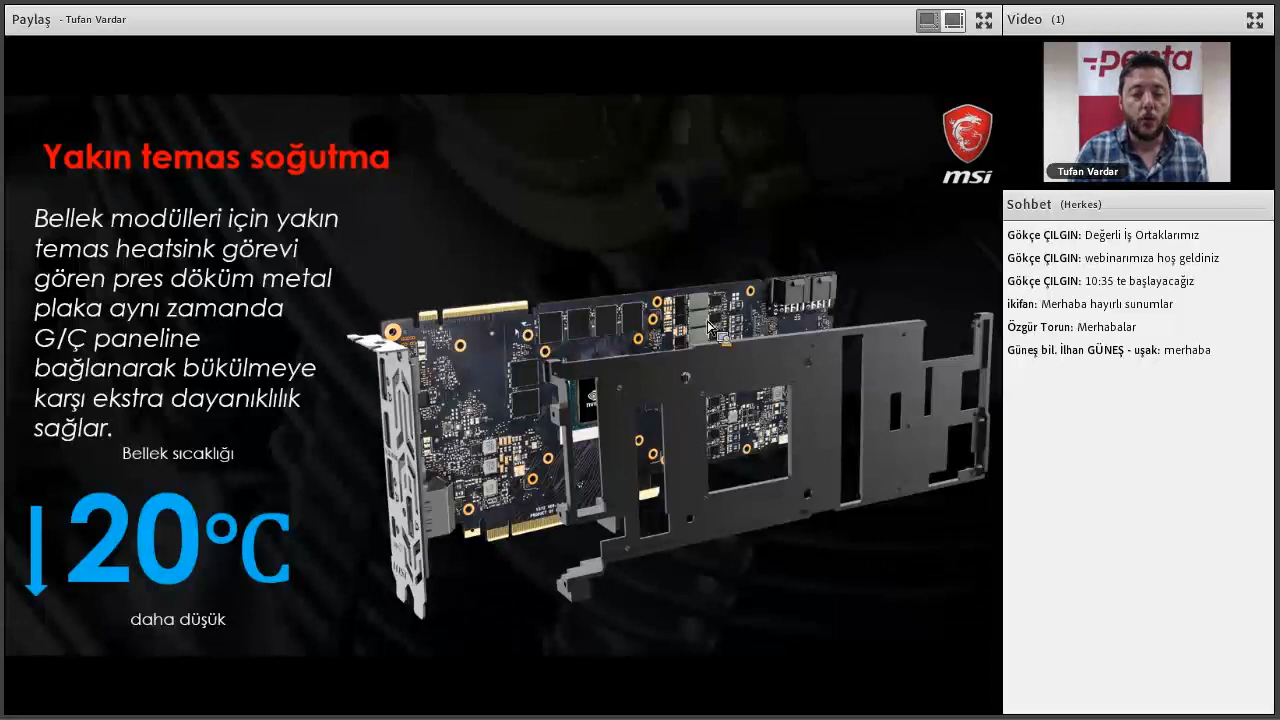 Paylaş - Tufan Vardar
Video (1)
penta
Tufan Vardar
Yakın temas soğutma
msi
Bellek modülleri için yakın
temas heatsink görevi
gören pres döküm metal
plaka aynı zamanda
G/Ç paneline
bağlanarak bükülmeye
karşı ekstra dayanıklılık
sağlar.
Bellek sıcaklığı
20°C
daha düşük
Sohbet (Herkes)
Gökçe ÇILGIN: Değerli İş Ortaklarımız
Gökçe ÇILGIN: webinarımıza hoş geldiniz
Gökçe ÇILGIN: 10:35 te başlayacağız
ikifan: Merhaba hayırlı sunumlar
Özgür Torun: Merhabalar
Güneş bil. İlhan GÜNEŞ - uşak: merhaba